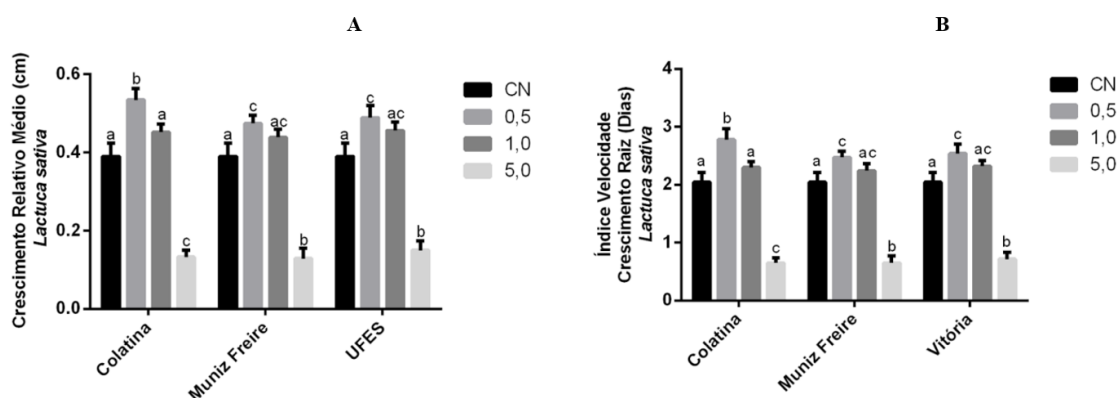 A
Crescimento Relativo Médio (cm)
Lactuca sativa
0.6
0.4
0.2
0.0
a
b
a
c
a
c
ac
b
a
c
ac
b
Colatina
Muniz Freire
UFES
CN
0,5
1,0
5,0
B
Índice Velocidade
Crescimento Raiz (Dias)
Lactuca sativa
4
3
2
1
0
a
b
a
c
a
c
ac
b
a
c
ac
b
Colatina
Muniz Freire
Vitória
CN
0,5
1,0
5,0